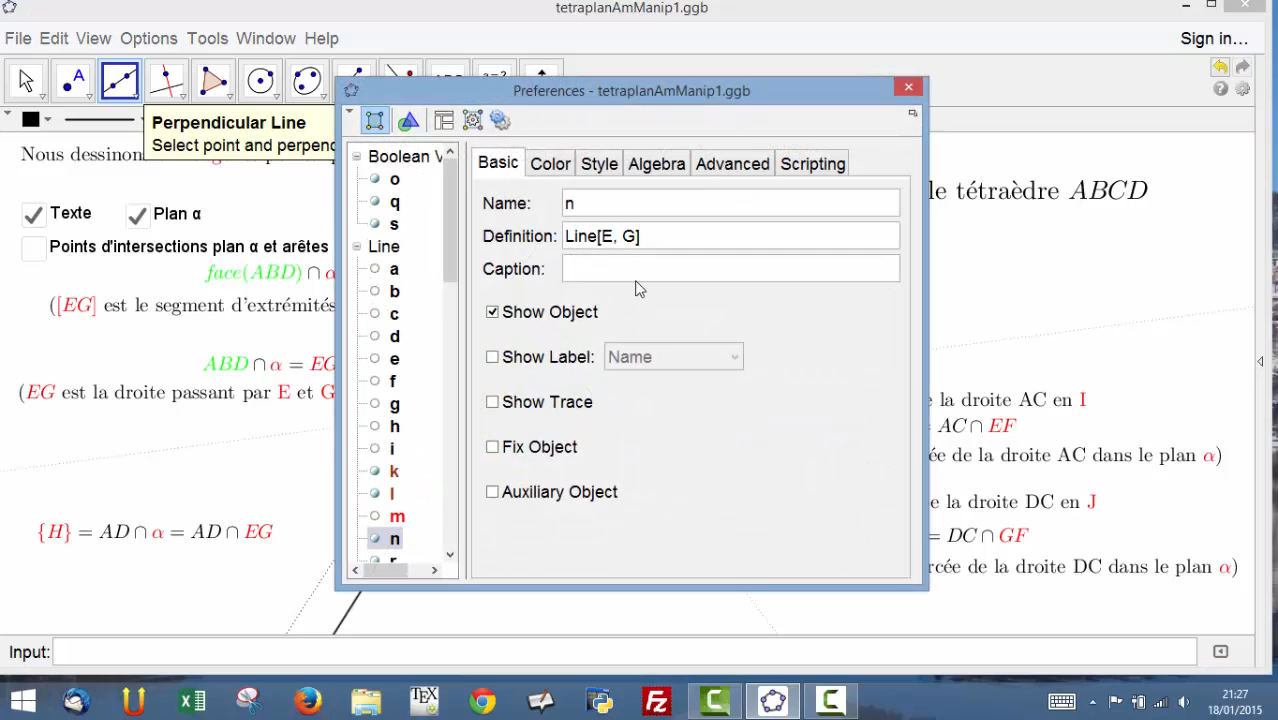 tetraplanAmManip1.ggb
File Edit View Options Tools Window Help
Sign in…
A
Perpendicular Line
Select point and perpen
Preferences - tetraplanAmManip1.ggb
Nous dessinon
le tétraèdre ABCD
Texte Plan α
Points d'intersections plan α et arêtes
face(ABD) ∩ α
([EG] est le segment d'extrémités
ABD ∩ α = EG
(EG est la droite passant par E et G
{H} = AD ∩ α = AD ∩ EG
Boolean V
o
q
s
Line
a
b
c
d
e
f
g
h
i
k
l
m
n
r
Basic Color Style Algebra Advanced Scripting
Name: n
Definition: Line[E, G]
Caption:
Show Object
Show Label: Name
Show Trace
Fix Object
Auxiliary Object
e la droite AC en I
= AC ∩ EF
ée de la droite AC dans le plan α)
e la droite DC en J
= DC ∩ GF
rcée de la droite DC dans le plan α)
Input:
TEX
21:27
18/01/2015